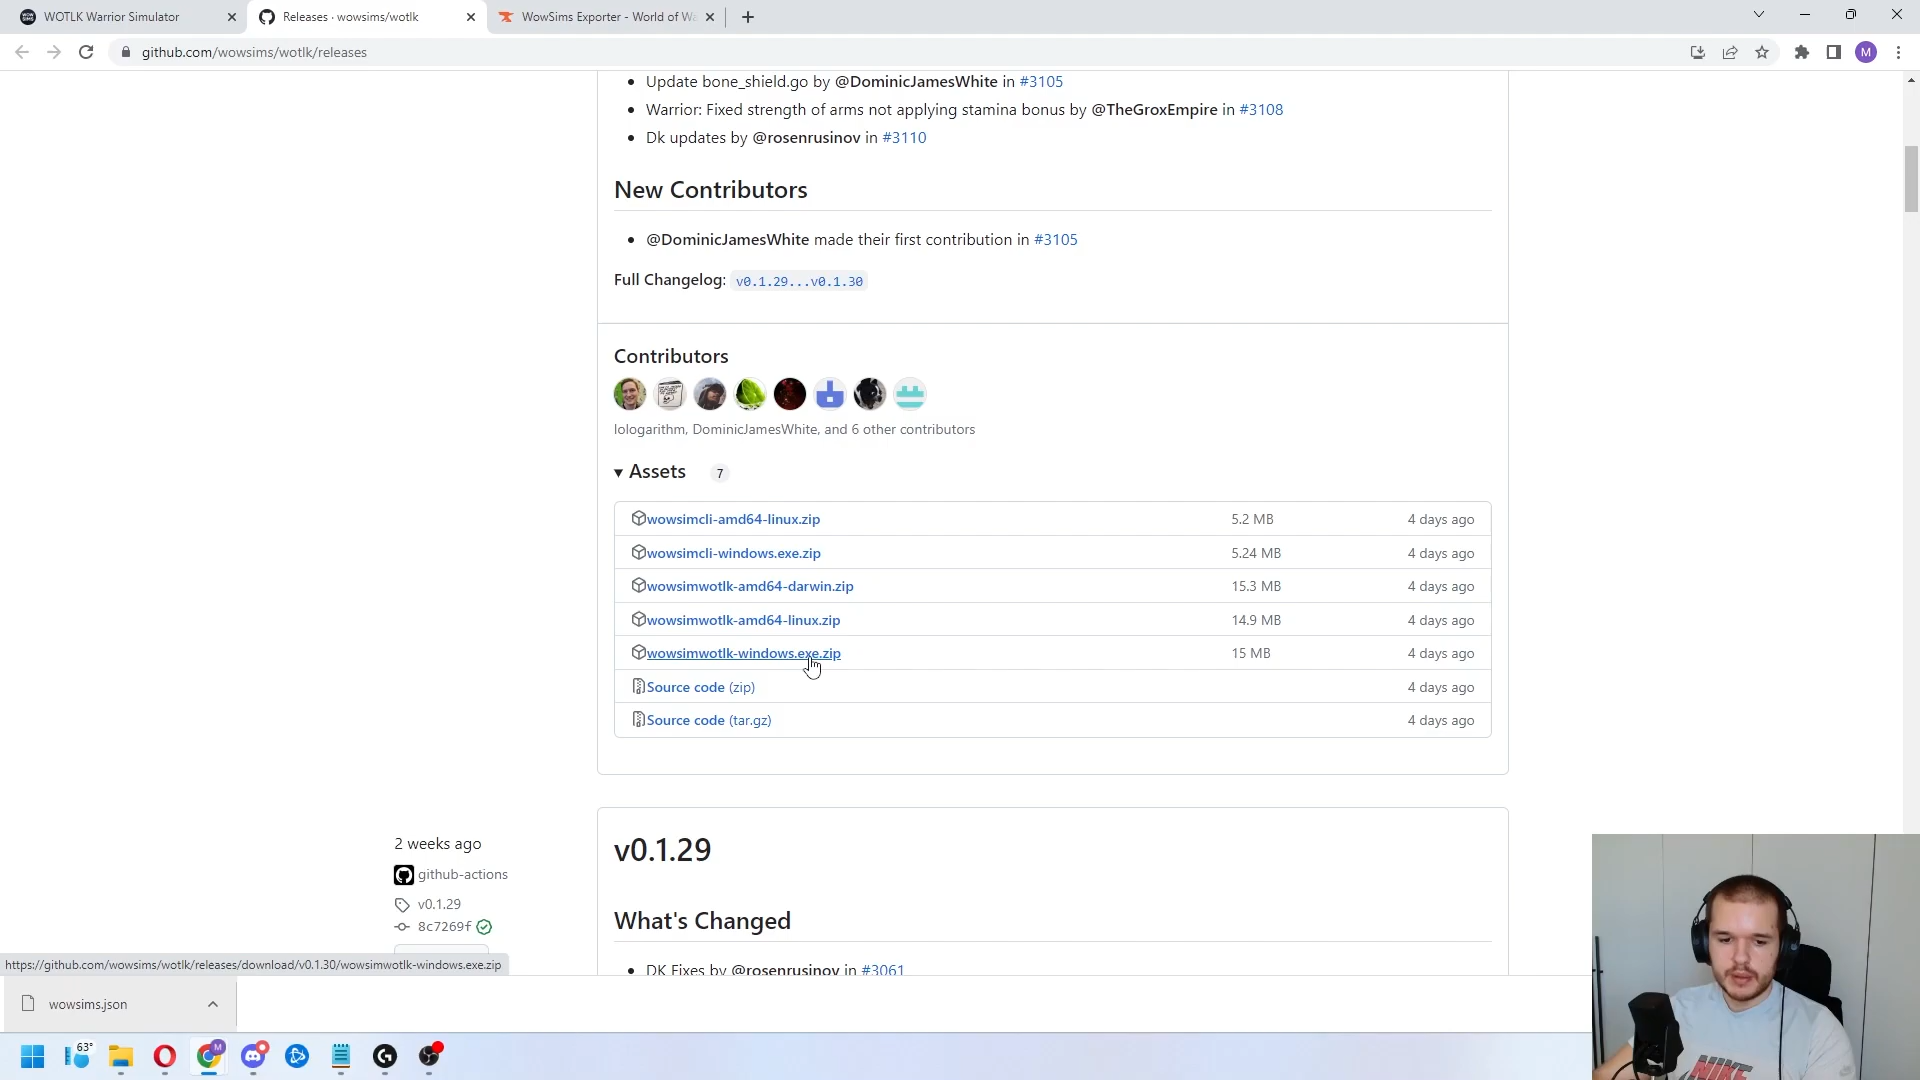 WOTLK Warrior Simulator
Releases · wowsims/wotlk
WowSims Exporter - World of Wa
github.com/wowsims/wotlk/releases
M
Update bone_shield.go by @DominicJamesWhite in #3105
Warrior: Fixed strength of arms not applying stamina bonus by @TheGroxEmpire in #3108
Dk updates by @rosenrusinov in #3110
New Contributors
@DominicJamesWhite made their first contribution in #3105
Full Changelog: v0.1.29...v0.1.30
Contributors
lologarithm, DominicJamesWhite, and 6 other contributors
Assets 7
wowsimcli-amd64-linux.zip 5.2 MB 4 days ago
wowsimcli-windows.exe.zip 5.24 MB 4 days ago
wowsimwotlk-amd64-darwin.zip 15.3 MB 4 days ago
wowsimwotlk-amd64-linux.zip 14.9 MB 4 days ago
wowsimwotlk-windows.exe.zip 15 MB 4 days ago
Source code (zip) 4 days ago
Source code (tar.gz) 4 days ago
2 weeks ago
github-actions
v0.1.29
8c7269f
v0.1.29
What's Changed
DK Fixes by @rosenrusinov in #3061
https://github.com/wowsims/wotlk/releases/download/v0.1.30/wowsimwotlk-windows.exe.zip
wowsims.json
63°
M
NIKE